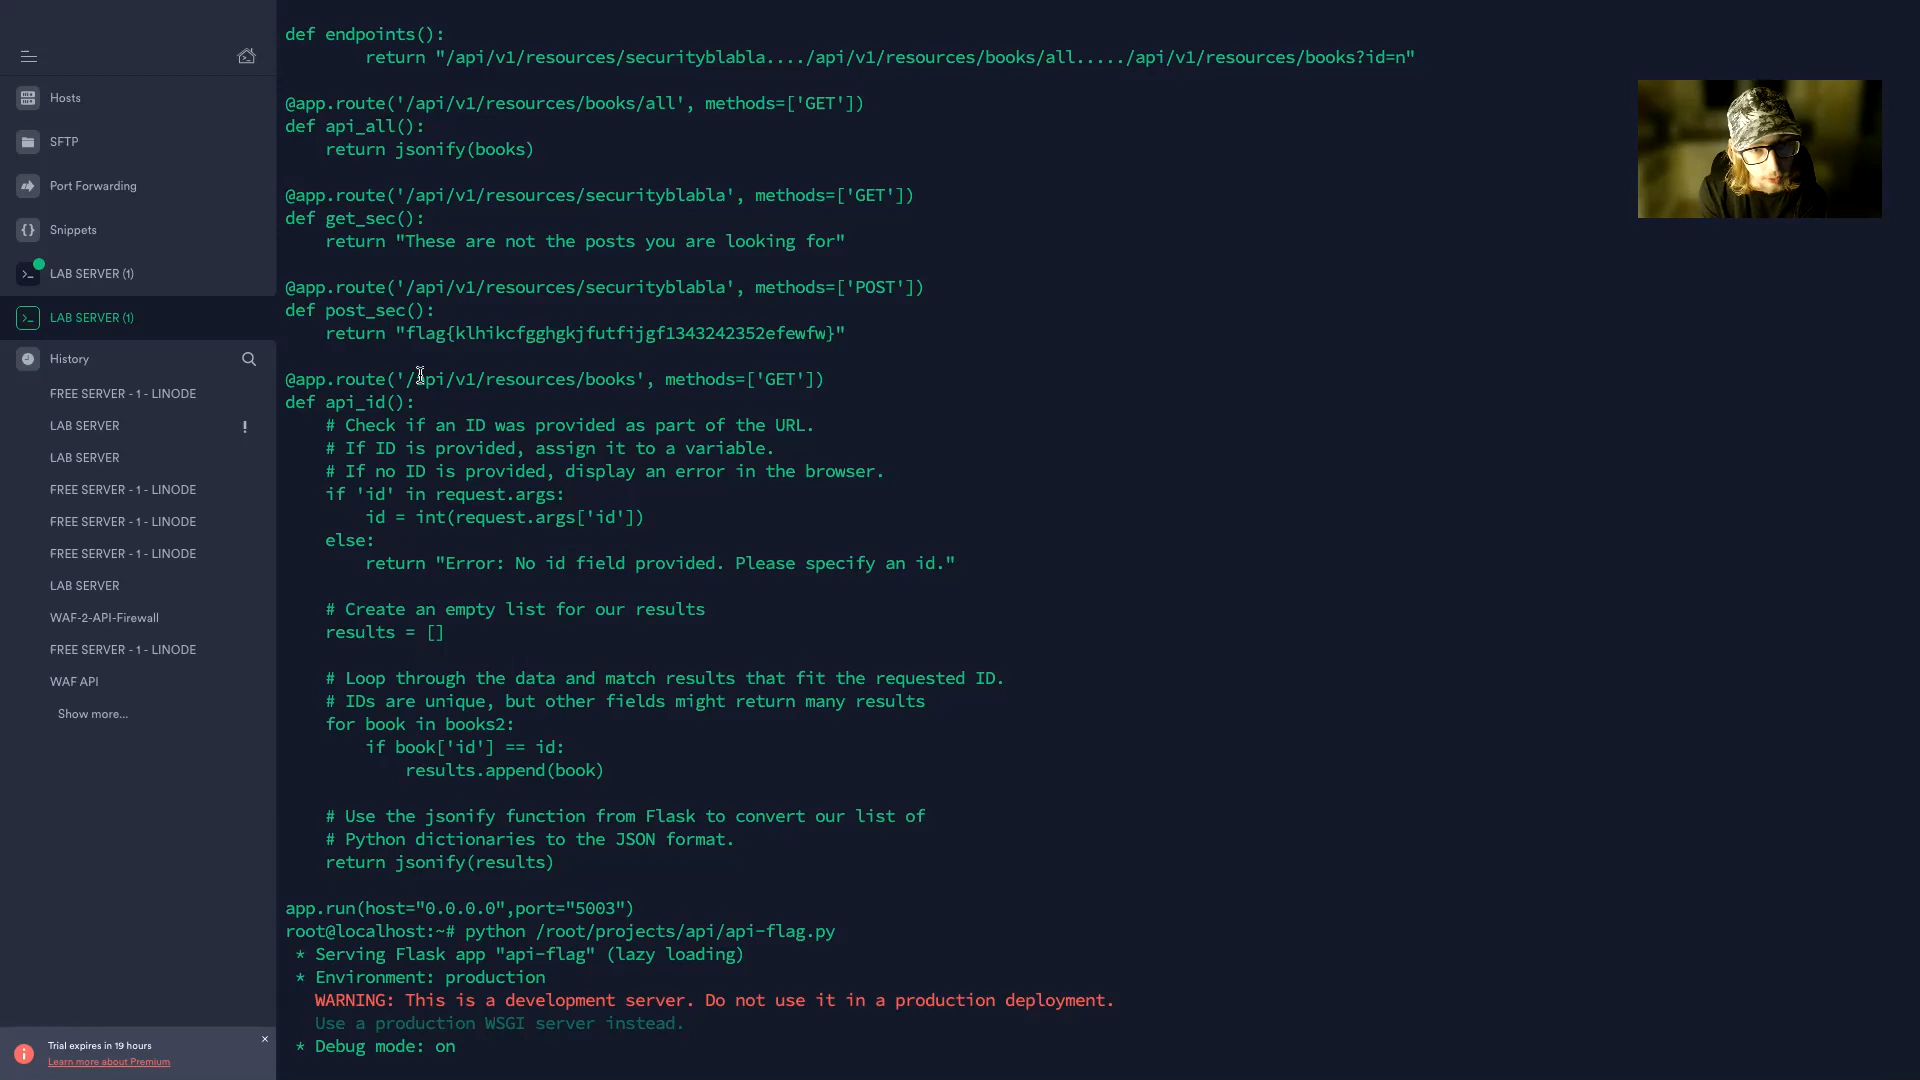 def endpoints():
return "/api/v1/resources/securityblabla..../api/v1/resources/books/all...../api/v1/resources/books?id=n"
@app.route('/api/v1/resources/books/all', methods=['GET'])
def api_all():
return jsonify(books)
@app.route('/api/v1/resources/securityblabla', methods=['GET'])
def get_sec():
return "These are not the posts you are looking for"
@app.route('/api/v1/resources/securityblabla', methods=['POST'])
def post_sec():
return "flag{klhikcfgghgkjfutfijgf1343242352efewfw}"
@app.route('/api/v1/resources/books', methods=['GET'])
def api_id():
# Check if an ID was provided as part of the URL.
# If ID is provided, assign it to a variable.
# If no ID is provided, display an error in the browser.
if 'id' in request.args:
id = int(request.args['id'])
else:
return "Error: No id field provided. Please specify an id."
# Create an empty list for our results
results = []
# Loop through the data and match results that fit the requested ID.
# IDs are unique, but other fields might return many results
for book in books2:
if book['id'] == id:
results.append(book)
# Use the jsonify function from Flask to convert our list of
# Python dictionaries to the JSON format.
return jsonify(results)
app.run(host="0.0.0.0",port="5003")
root@localhost:~# python /root/projects/api/api-flag.py
* Serving Flask app "api-flag" (lazy loading)
* Environment: production
WARNING: This is a development server. Do not use it in a production deployment.
Use a production WSGI server instead.
* Debug mode: on
Hosts
SFTP
Port Forwarding
Snippets
LAB SERVER (1)
LAB SERVER (1)
History
FREE SERVER - 1 - LINODE
LAB SERVER
LAB SERVER
FREE SERVER - 1 - LINODE
FREE SERVER - 1 - LINODE
FREE SERVER - 1 - LINODE
LAB SERVER
WAF-2-API-Firewall
FREE SERVER - 1 - LINODE
WAF API
Show more...
Trial expires in 19 hours
Learn more about Premium